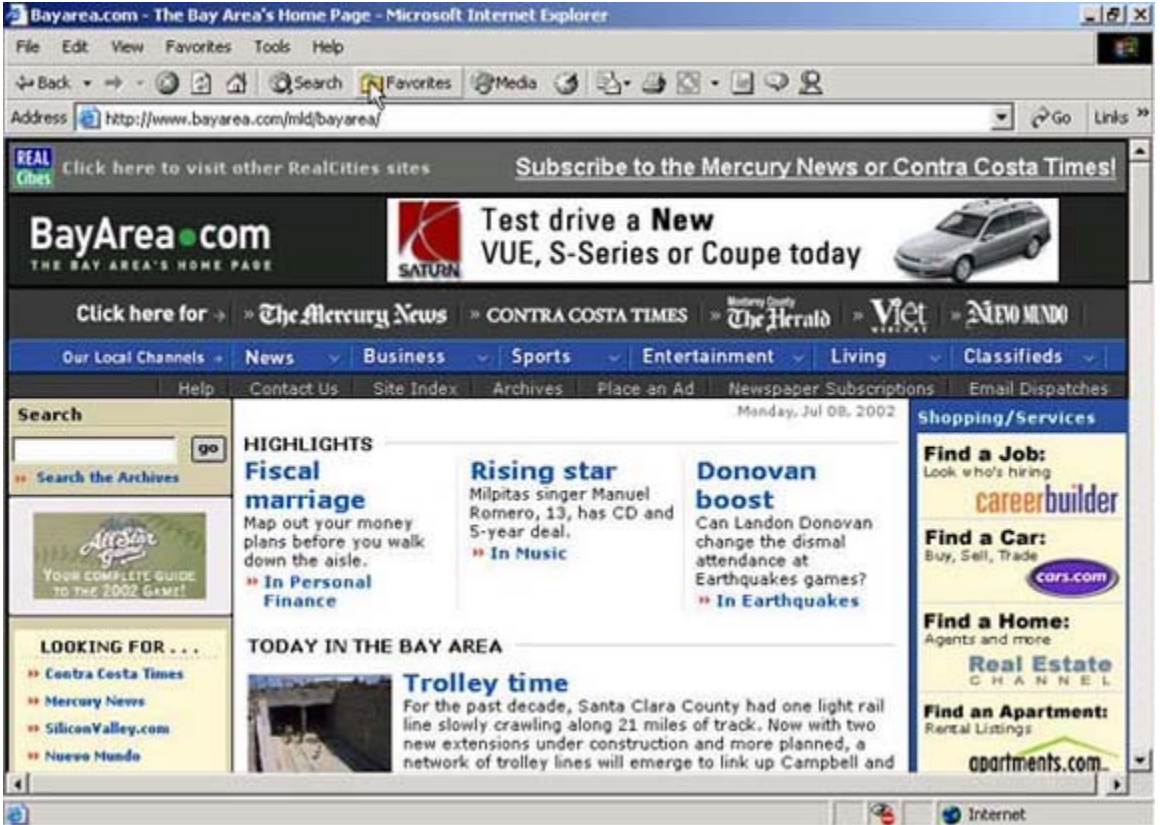 Bayarea.com - The Bay Area's Home Page - Microsoft Internet Explorer
File Edit View Favorites Tools Help
Back Search Favorites Media
Address http://www.bayarea.com/mld/bayarea/ Go Links »
REAL Cities Click here to visit other RealCities sites Subscribe to the Mercury News or Contra Costa Times!
BayArea.com
THE BAY AREA'S HOME PAGE
SATURN
Test drive a New
VUE, S-Series or Coupe today
Click here for » The Mercury News » CONTRA COSTA TIMES » Monterey County The Herald » Việt MERCURY » NUEVO MUNDO
Our Local Channels News Business Sports Entertainment Living Classifieds
Help Contact Us Site Index Archives Place an Ad Newspaper Subscriptions Email Dispatches
Search
go
» Search the Archives
All Star Game
YOUR COMPLETE GUIDE
TO THE 2002 GAME!
LOOKING FOR . . .
» Contra Costa Times
» Mercury News
» SiliconValley.com
» Nuevo Mundo
Monday, Jul 08, 2002
HIGHLIGHTS
Fiscal
marriage
Map out your money
plans before you walk
down the aisle.
» In Personal
Finance
Rising star
Milpitas singer Manuel
Romero, 13, has CD and
5-year deal.
» In Music
Donovan
boost
Can Landon Donovan
change the dismal
attendance at
Earthquakes games?
» In Earthquakes
TODAY IN THE BAY AREA
Trolley time
For the past decade, Santa Clara County had one light rail
line slowly crawling along 21 miles of track. Now with two
new extensions under construction and more planned, a
network of trolley lines will emerge to link up Campbell and
Shopping/Services
Find a Job:
Look who's hiring
careerbuilder
Find a Car:
Buy, Sell, Trade
cars.com
Find a Home:
Agents and more
Real Estate
CHANNEL
Find an Apartment:
Rental Listings
apartments.com
Internet